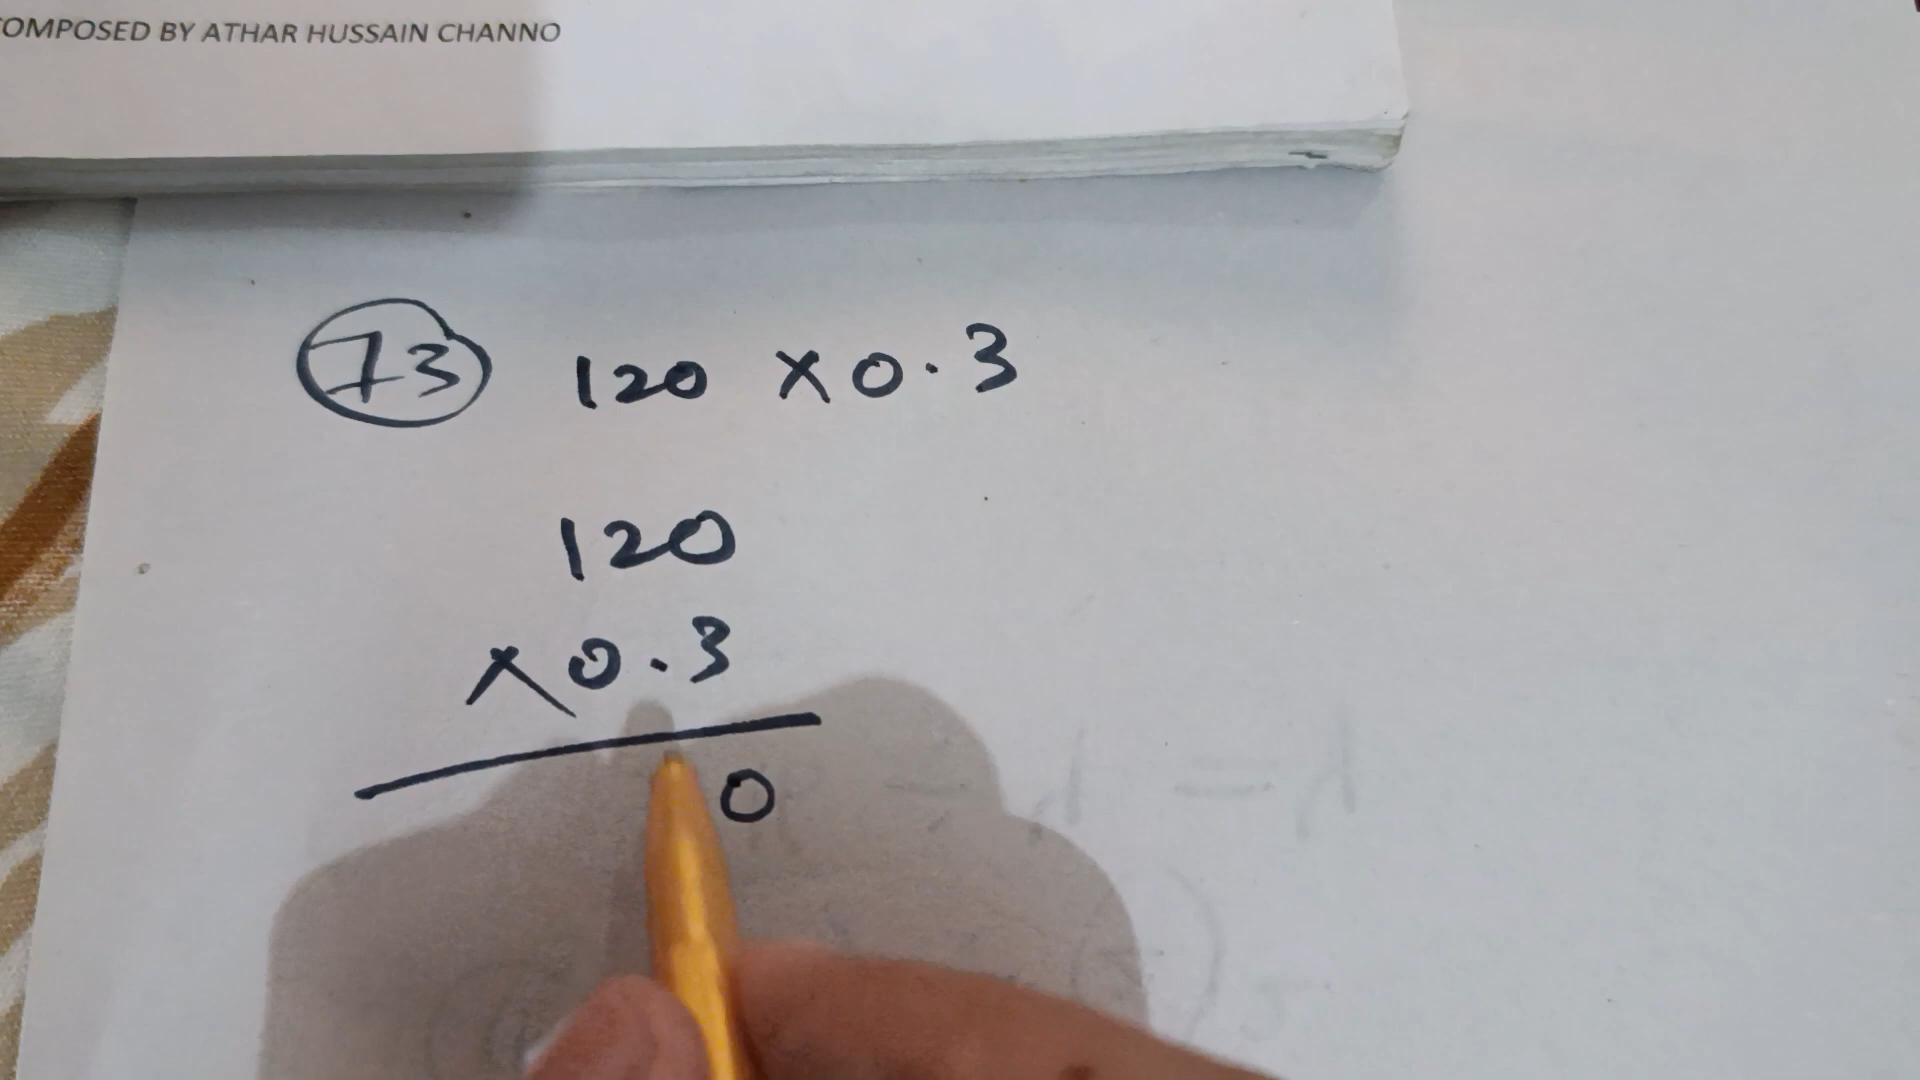 OMPOSED BY ATHAR HUSSAIN CHANNO
73 120 × 0.3
120
× 0.3
0